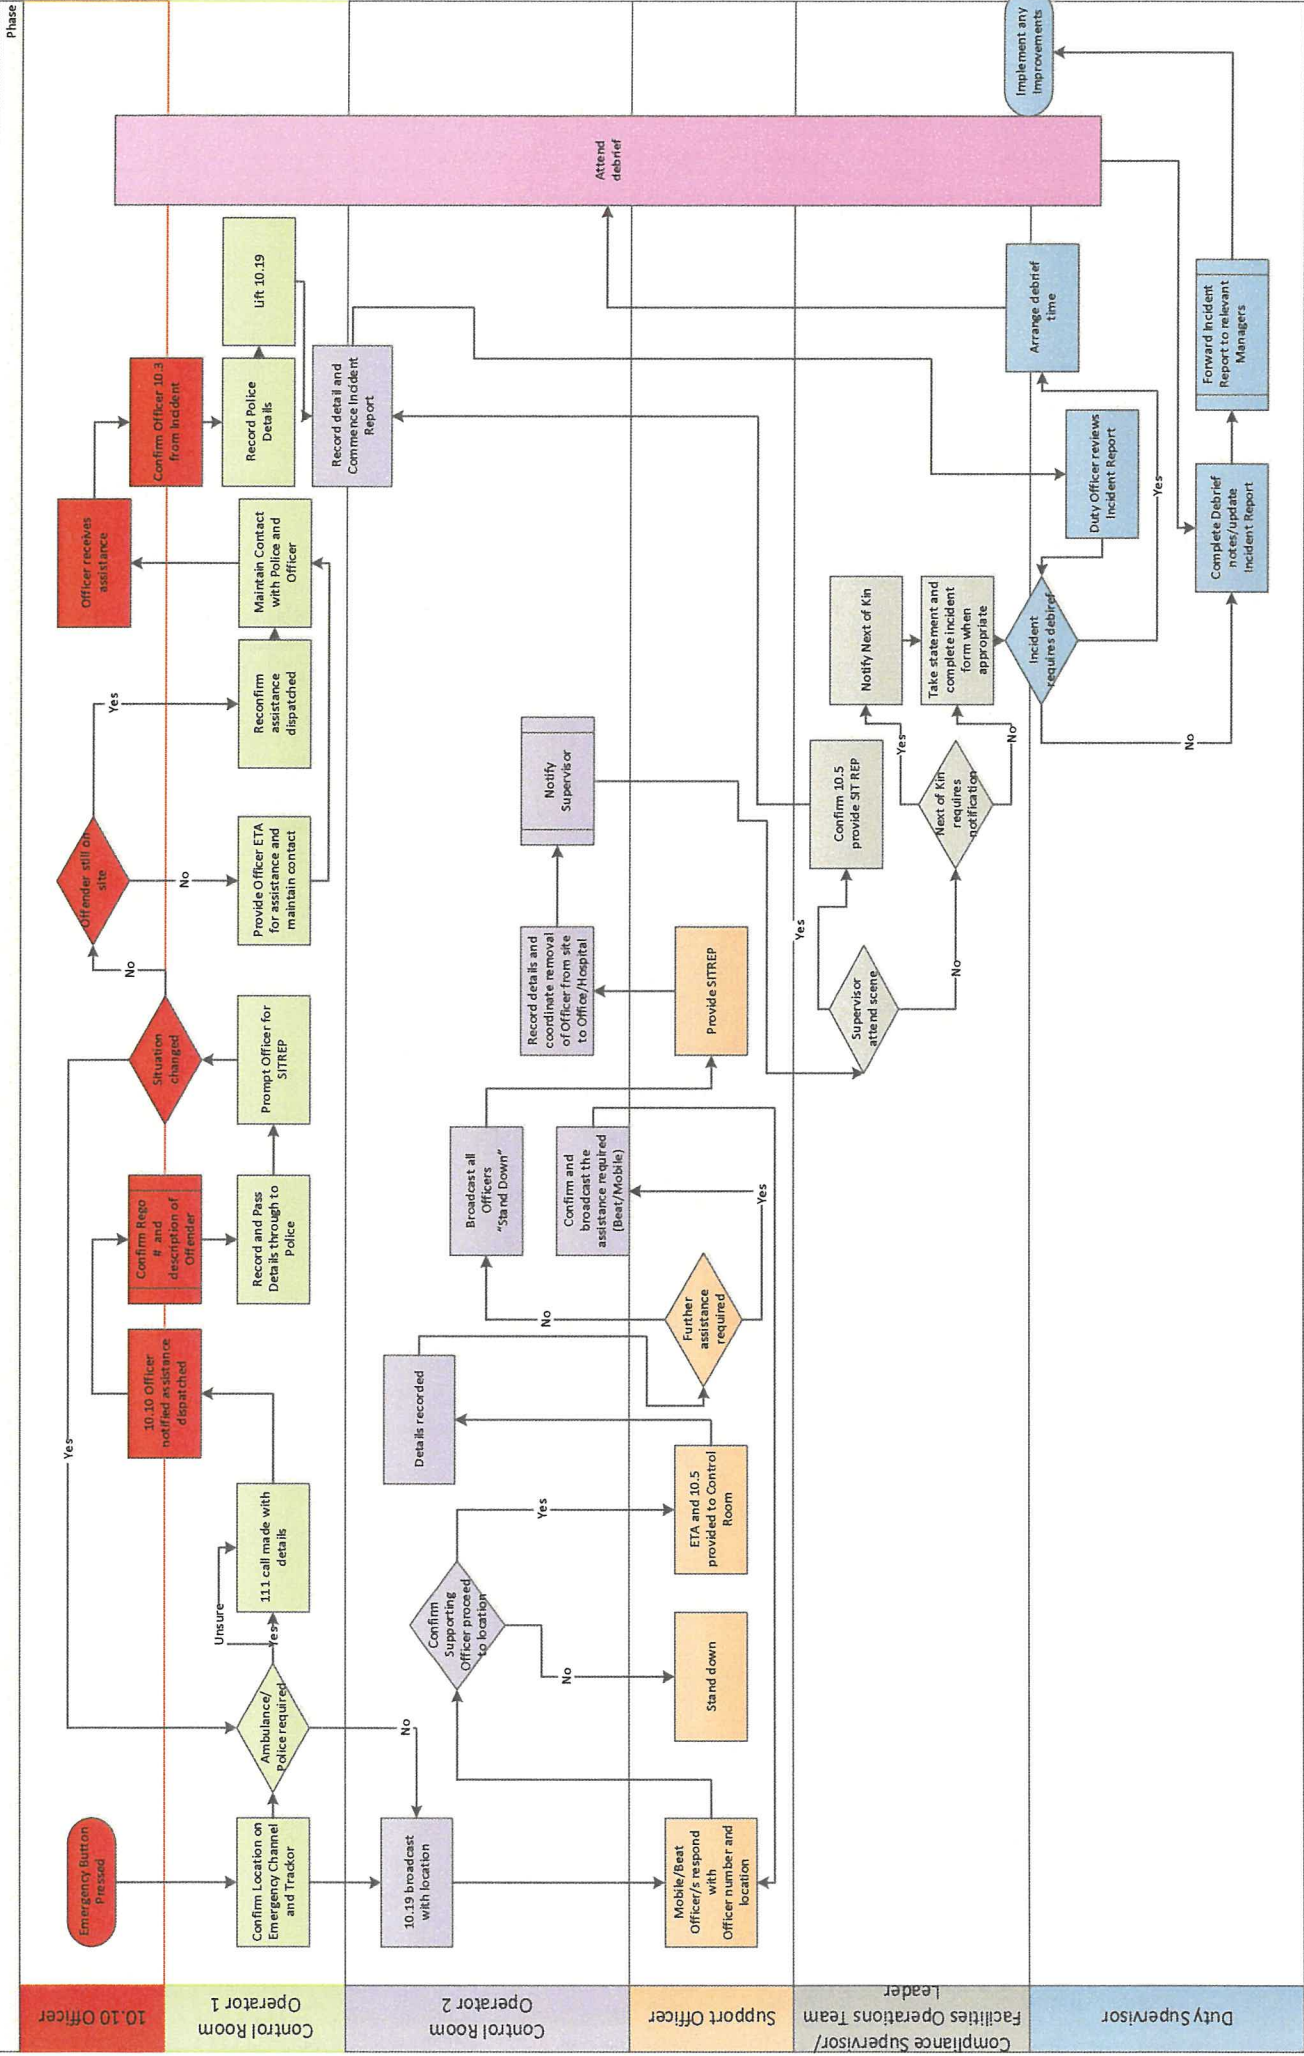 Phase
10.10 Officer
Control Room
Operator 1
Control Room
Operator 2
Support Officer
Compliance Supervisor/
Facilities Operations Team
Leader
Duty Supervisor
Emergency Button
Pressed
Confirm Location on
Emergency Channel
and Trackor
Ambulance/
Police required
Yes
Unsure
No
111 call made with
details
10.10 Officer
notified assistance
dispatched
Confirm Rego
# and
description of
Offender
Record and Pass
Details through to
Police
Prompt Officer for
SITREP
Situation
changed
Yes
No
Offender still on
site
Yes
No
Provide Officer ETA
for assistance and
maintain contact
Reconfirm
assistance
dispatched
Maintain Contact
with Police and
Officer
Officer receives
assistance
Confirm Officer 10.3
from Incident
Record Police
Details
Lift 10.19
10.19 broadcast
with location
Confirm
Supporting
Officer proceed
to location
Yes
No
Details recorded
No
Broadcast all
Officers
"Stand Down"
Confirm and
broadcast the
assistance required
(Beat/Mobile)
Record details and
coordinate removal
of Officer from site
to Office/Hospital
Notify
Supervisor
Record detail and
Commence Incident
Report
Attend
debrief
Mobile/Beat
Officer/s respond
with
Officer number and
location
Stand down
ETA and 10.5
provided to Control
Room
Further
assistance
required
Yes
Provide SITREP
Supervisor
attend scene
Yes
No
Confirm 10.5
provide SIT REP
Next of Kin
requires
notification
Yes
No
Notify Next of Kin
Take statement and
complete incident
form when
appropriate
Incident
requires debrief
No
Yes
Duty Officer reviews
Incident Report
Arrange debrief
time
Complete Debrief
notes/update
Incident Report
Forward Incident
Report to relevant
Managers
Implement any
Improvements